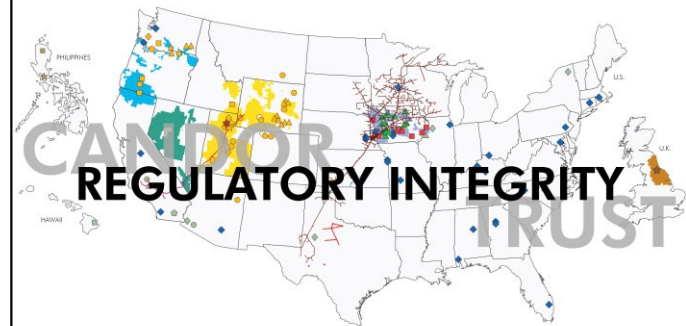 PHILIPPINES
U.S.
CANDOR
U.K.
REGULATORY INTEGRITY
HAWAII
TRUST